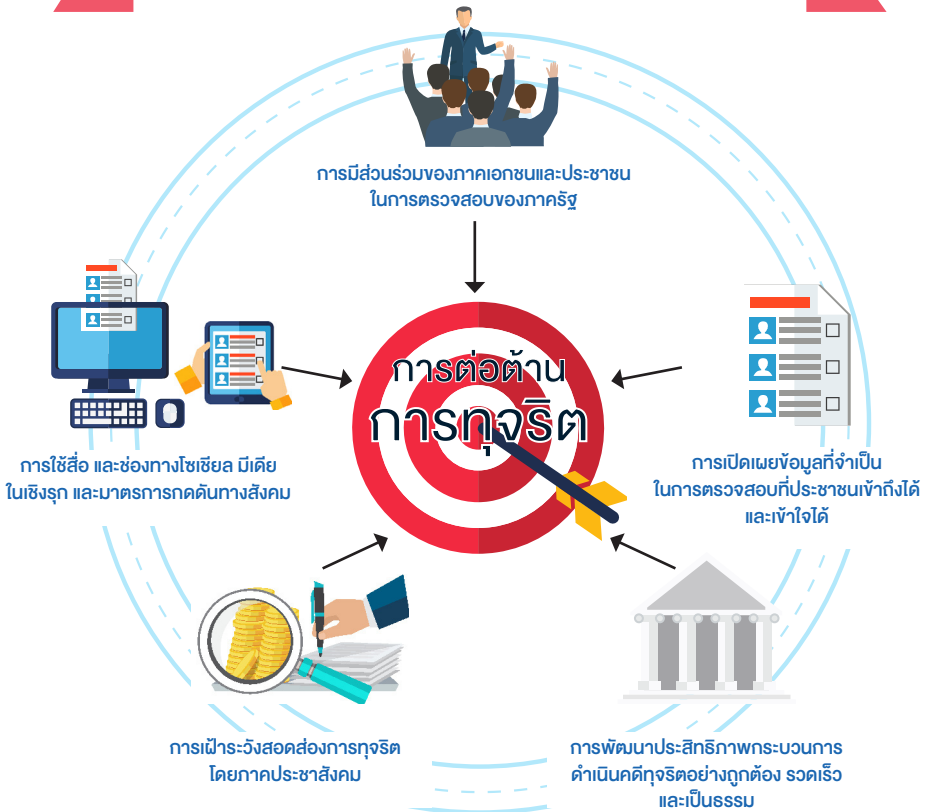 การมีส่วนร่วมของภาคเอกชนและประชาชน
ในการตรวจสอบของภาครัฐ
การต่อต้าน
การทุจริต
การใช้สื่อ และช่องทางโซเชียล มีเดีย
ในเชิงรุก และมาตรการกดดันทางสังคม
การเปิดเผยข้อมูลที่จำเป็น
ในการตรวจสอบที่ประชาชนเข้าถึงได้
และเข้าใจได้
การเฝ้าระวังสอดส่องการทุจริต
โดยภาคประชาสังคม
การพัฒนาประสิทธิภาพกระบวนการ
ดำเนินคดีทุจริตอย่างถูกต้อง รวดเร็ว
และเป็นธรรม